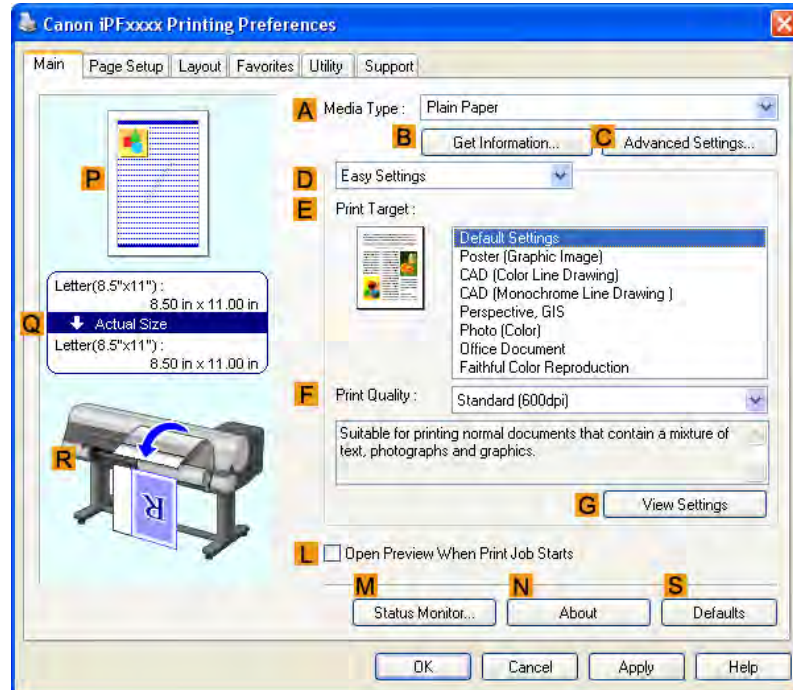 Canon iPFxxxx Printing Preferences
Main Page Setup Layout Favorites Utility Support
A Media Type : Plain Paper
B Get Information... C Advanced Settings...
P
D Easy Settings
E Print Target :
Default Settings
Poster (Graphic Image)
CAD (Color Line Drawing)
CAD (Monochrome Line Drawing )
Perspective, GIS
Photo (Color)
Office Document
Faithful Color Reproduction
Letter(8.5"x11") :
8.50 in x 11.00 in
Q Actual Size
Letter(8.5"x11") :
8.50 in x 11.00 in
F Print Quality : Standard (600dpi)
Suitable for printing normal documents that contain a mixture of
text, photographs and graphics.
R
R
G View Settings
L Open Preview When Print Job Starts
M N S
Status Monitor... About Defaults
OK Cancel Apply Help